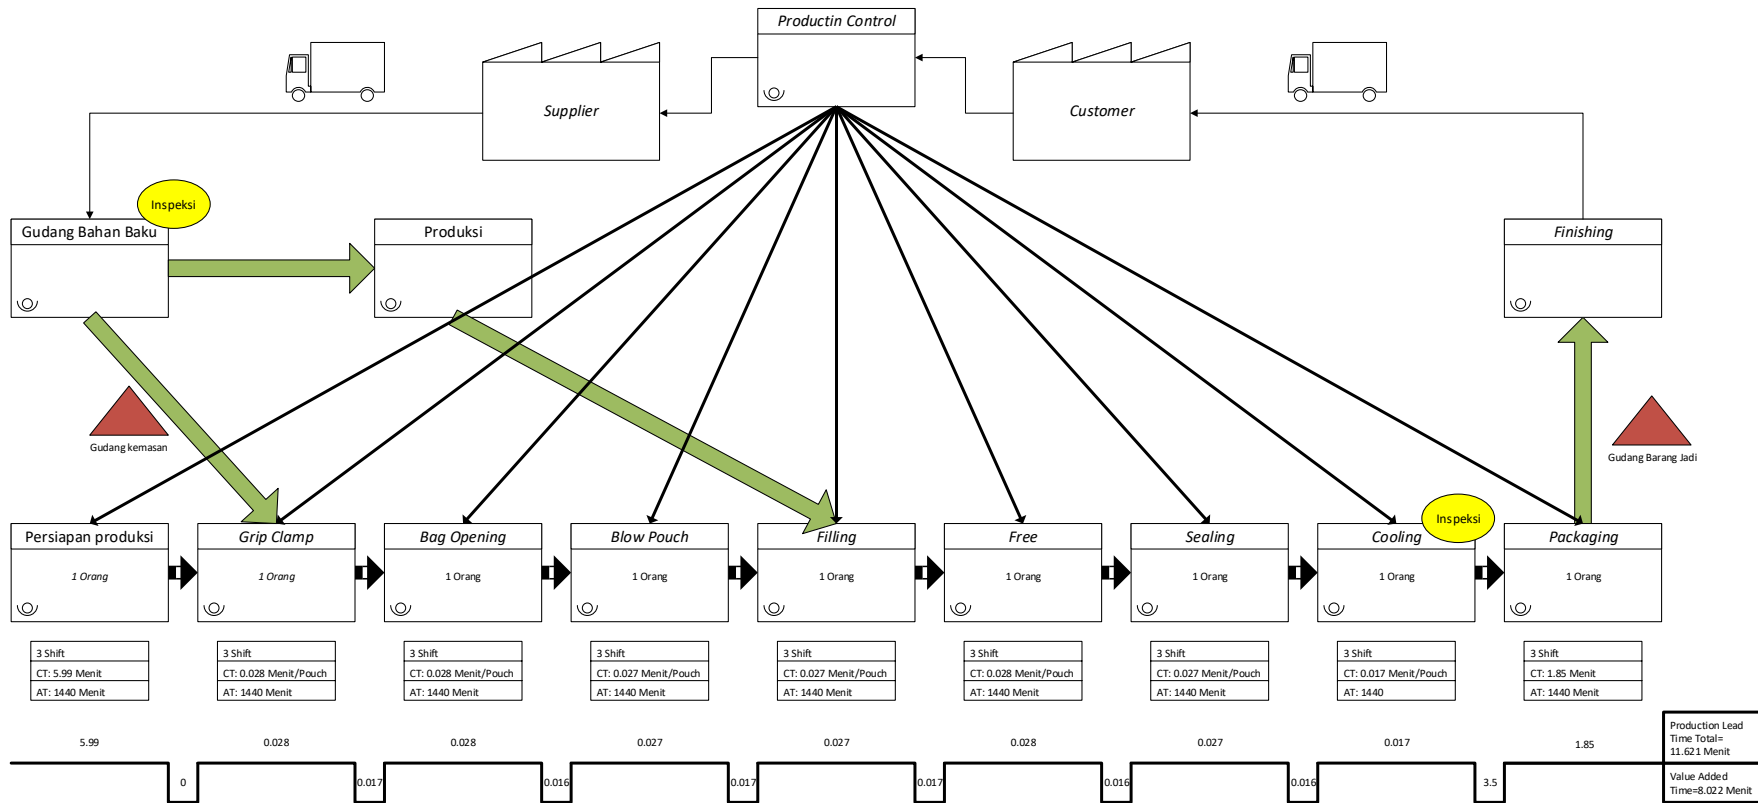 Productin Control
Supplier
Customer
Inspeksi
Gudang Bahan Baku
Produksi
Finishing
Gudang kemasan
Gudang Barang Jadi
Inspeksi
Persiapan produksi
1 Orang
Grip Clamp
1 Orang
Bag Opening
1 Orang
Blow Pouch
1 Orang
Filling
1 Orang
Free
1 Orang
Sealing
1 Orang
Cooling
1 Orang
Packaging
1 Orang
3 Shift
CT: 5.99 Menit
AT: 1440 Menit
3 Shift
CT: 0.028 Menit/Pouch
AT: 1440 Menit
3 Shift
CT: 0.028 Menit/Pouch
AT: 1440 Menit
3 Shift
CT: 0.027 Menit/Pouch
AT: 1440 Menit
3 Shift
CT: 0.027 Menit/Pouch
AT: 1440 Menit
3 Shift
CT: 0.028 Menit/Pouch
AT: 1440 Menit
3 Shift
CT: 0.027 Menit/Pouch
AT: 1440 Menit
3 Shift
CT: 0.017 Menit/Pouch
AT: 1440
3 Shift
CT: 1.85 Menit
AT: 1440 Menit
5.99
0.028
0.028
0.027
0.027
0.028
0.027
0.017
1.85
0
0.017
0.016
0.017
0.017
0.016
0.016
3.5
Production Lead
Time Total=
11.621 Menit
Value Added
Time=8.022 Menit